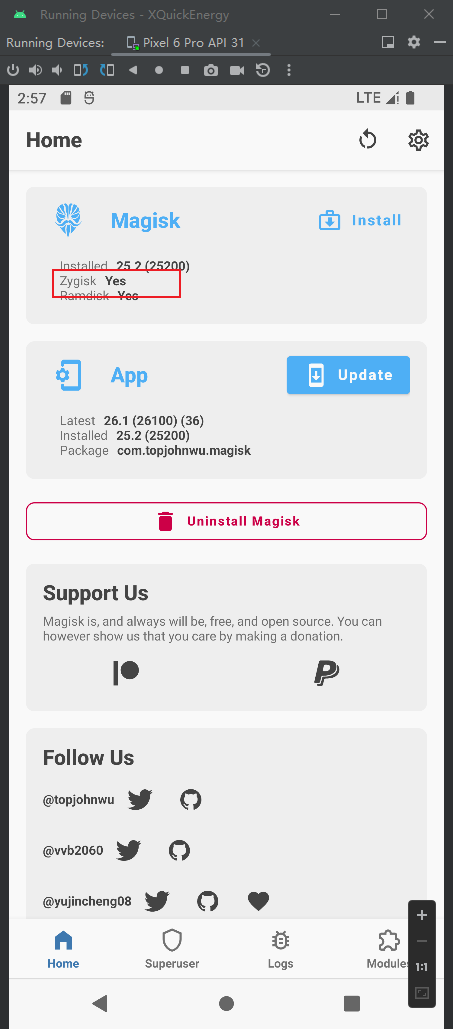 Running Devices - XQuickEnergy
Running Devices: Pixel 6 Pro API 31
2:57 LTE
Home
Magisk Install
Installed 25.2 (25200)
Zygisk Yes
Ramdisk Yes
App Update
Latest 26.1 (26100) (36)
Installed 25.2 (25200)
Package com.topjohnwu.magisk
Uninstall Magisk
Support Us
Magisk is, and always will be, free, and open source. You can
however show us that you care by making a donation.
Follow Us
@topjohnwu
@vvb2060
@yujincheng08
Home Superuser Logs Modules
1:1